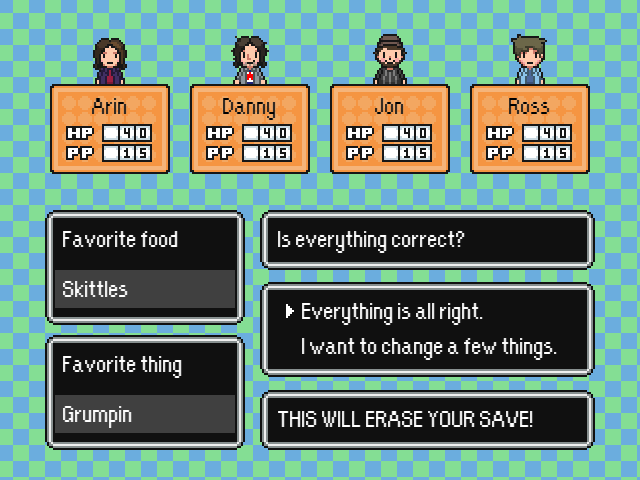 Arin
HP 40
PP 15
Danny
HP 40
PP 15
Jon
HP 40
PP 15
Ross
HP 40
PP 15
Favorite food
Skittles
Favorite thing
Grumpin
Is everything correct?
Everything is all right.
I want to change a few things.
THIS WILL ERASE YOUR SAVE!